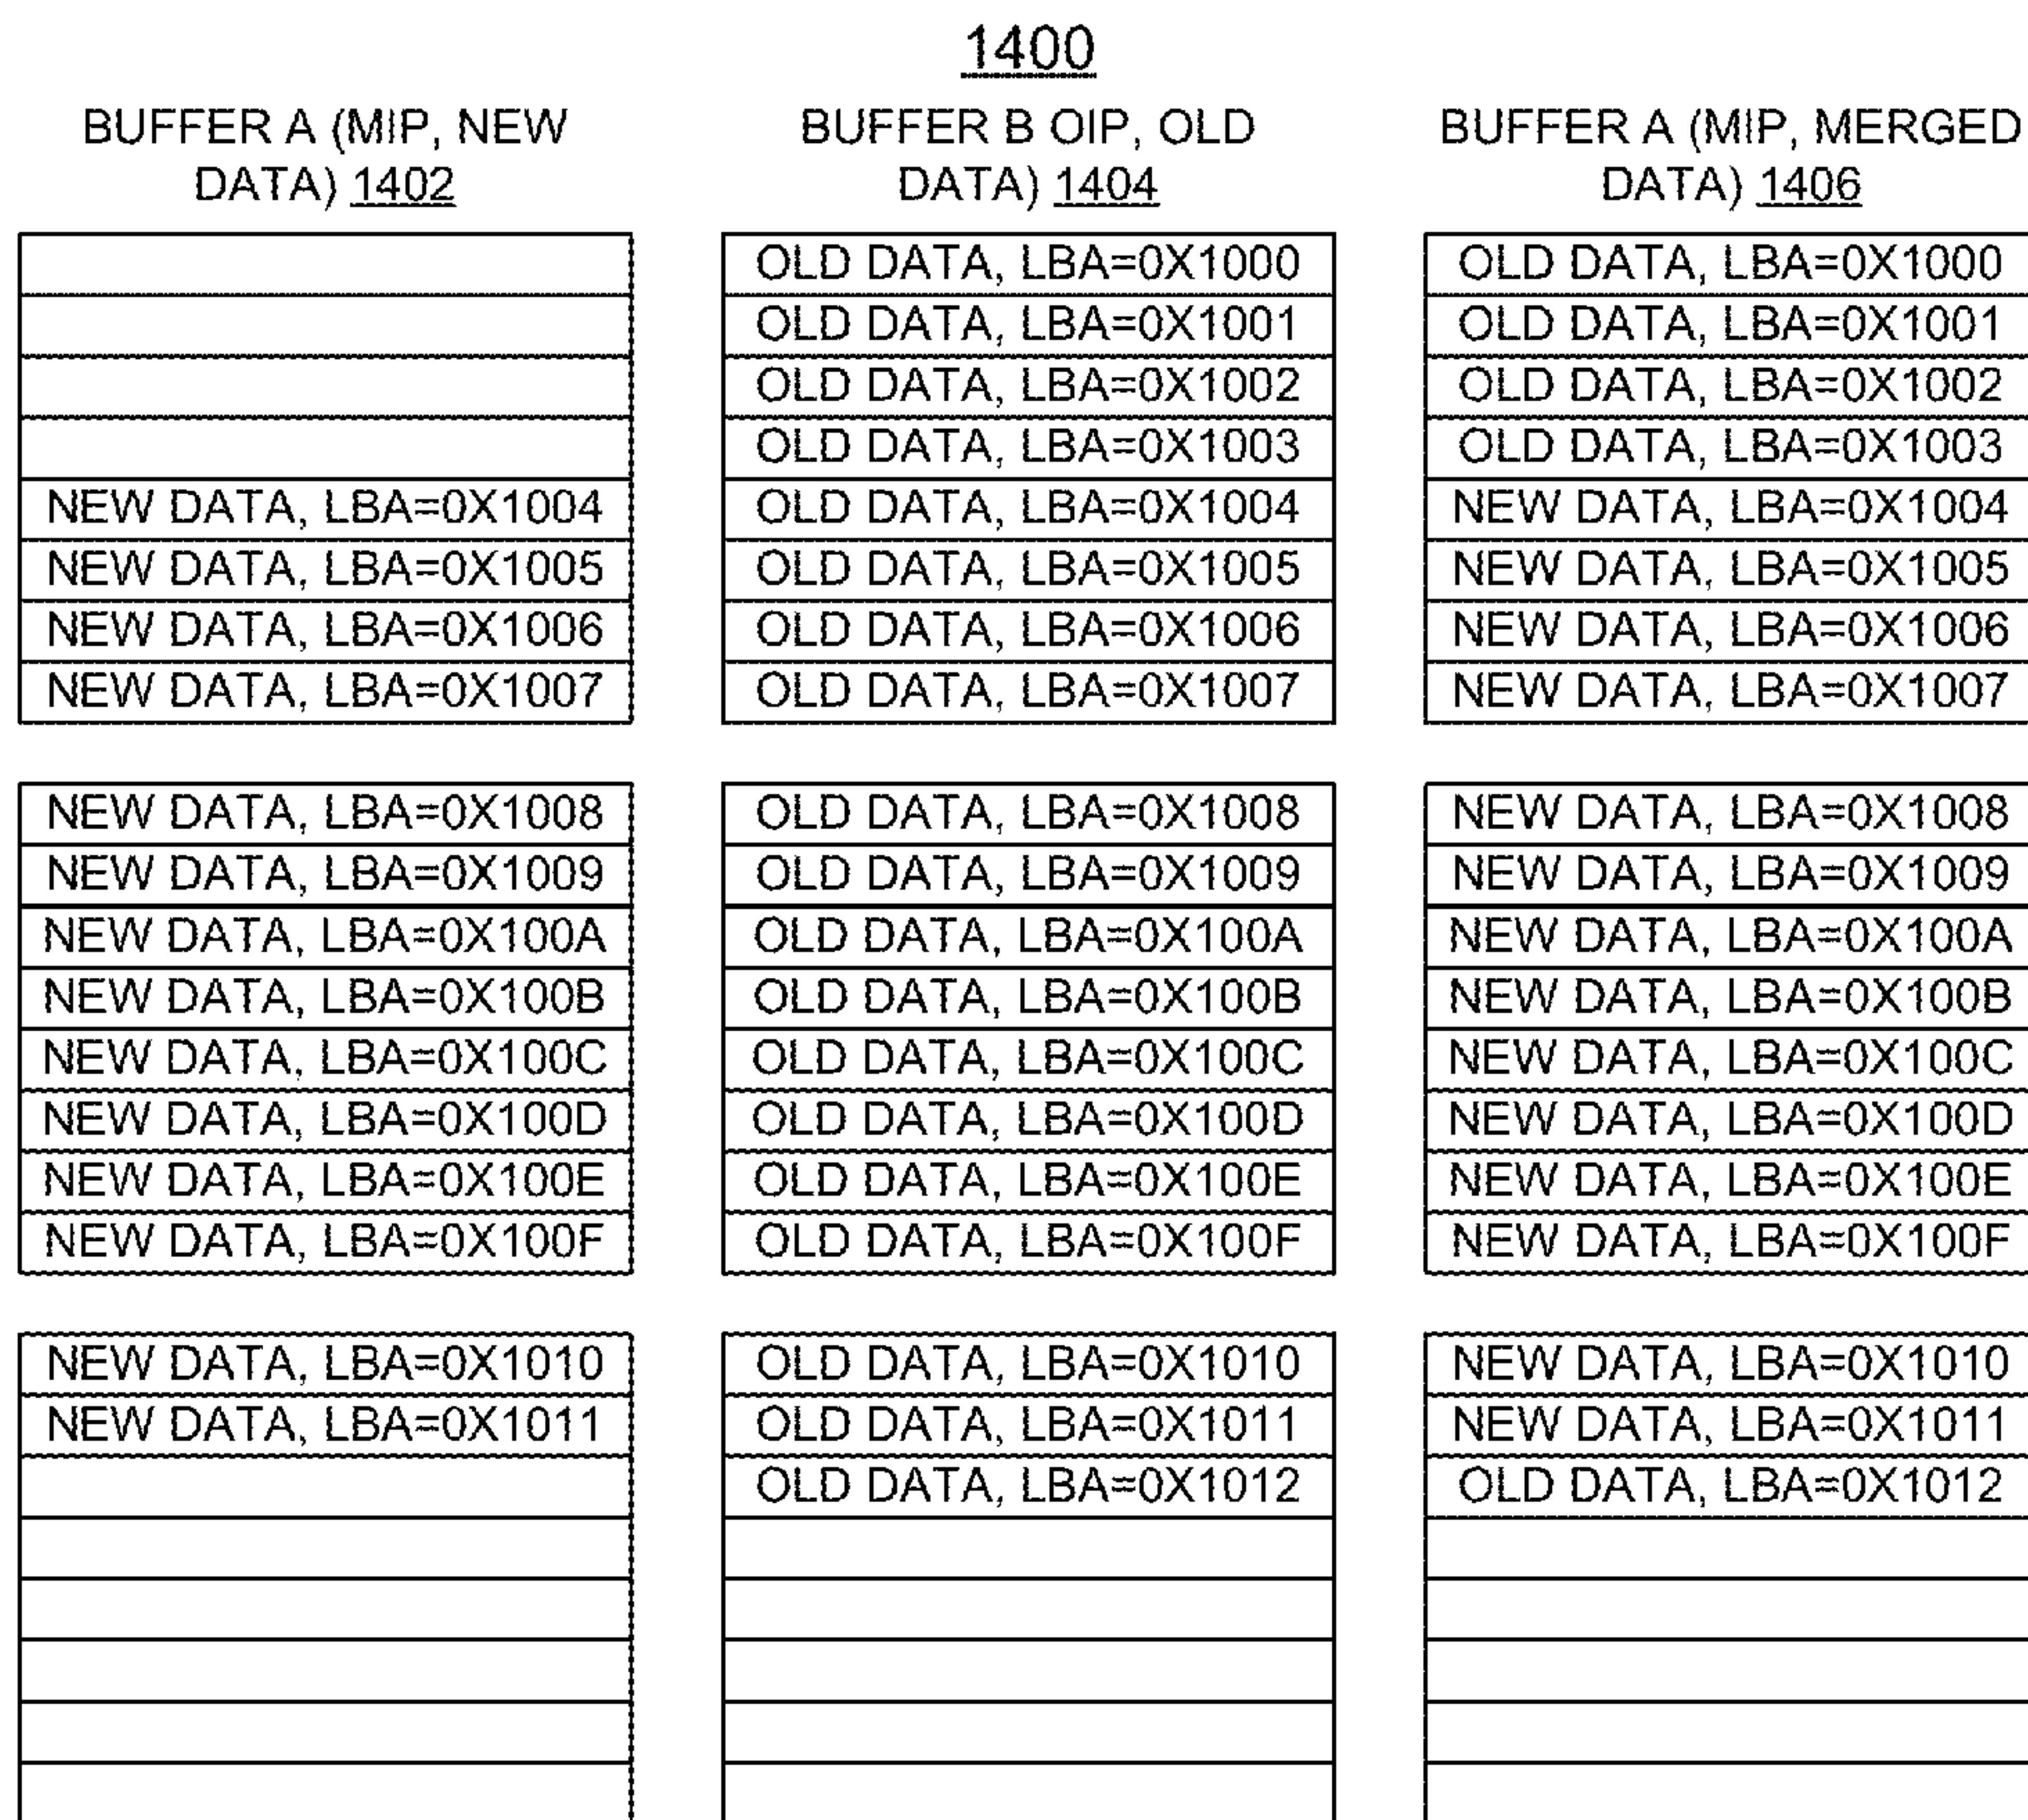 1400
BUFFER A (MIP, NEW
DATA) 1402
BUFFER B OIP, OLD
DATA) 1404
BUFFER A (MIP, MERGED
DATA) 1406
NEW DATA, LBA=0X1004
NEW DATA, LBA=0X1005
NEW DATA, LBA=0X1006
NEW DATA, LBA=0X1007
NEW DATA, LBA=0X1008
NEW DATA, LBA=0X1009
NEW DATA, LBA=0X100A
NEW DATA, LBA=0X100B
NEW DATA, LBA=0X100C
NEW DATA, LBA=0X100D
NEW DATA, LBA=0X100E
NEW DATA, LBA=0X100F
NEW DATA, LBA=0X1010
NEW DATA, LBA=0X1011
OLD DATA, LBA=0X1000
OLD DATA, LBA=0X1001
OLD DATA, LBA=0X1002
OLD DATA, LBA=0X1003
OLD DATA, LBA=0X1004
OLD DATA, LBA=0X1005
OLD DATA, LBA=0X1006
OLD DATA, LBA=0X1007
OLD DATA, LBA=0X1008
OLD DATA, LBA=0X1009
OLD DATA, LBA=0X100A
OLD DATA, LBA=0X100B
OLD DATA, LBA=0X100C
OLD DATA, LBA=0X100D
OLD DATA, LBA=0X100E
OLD DATA, LBA=0X100F
OLD DATA, LBA=0X1010
OLD DATA, LBA=0X1011
OLD DATA, LBA=0X1012
OLD DATA, LBA=0X1000
OLD DATA, LBA=0X1001
OLD DATA, LBA=0X1002
OLD DATA, LBA=0X1003
NEW DATA, LBA=0X1004
NEW DATA, LBA=0X1005
NEW DATA, LBA=0X1006
NEW DATA, LBA=0X1007
NEW DATA, LBA=0X1008
NEW DATA, LBA=0X1009
NEW DATA, LBA=0X100A
NEW DATA, LBA=0X100B
NEW DATA, LBA=0X100C
NEW DATA, LBA=0X100D
NEW DATA, LBA=0X100E
NEW DATA, LBA=0X100F
NEW DATA, LBA=0X1010
NEW DATA, LBA=0X1011
OLD DATA, LBA=0X1012